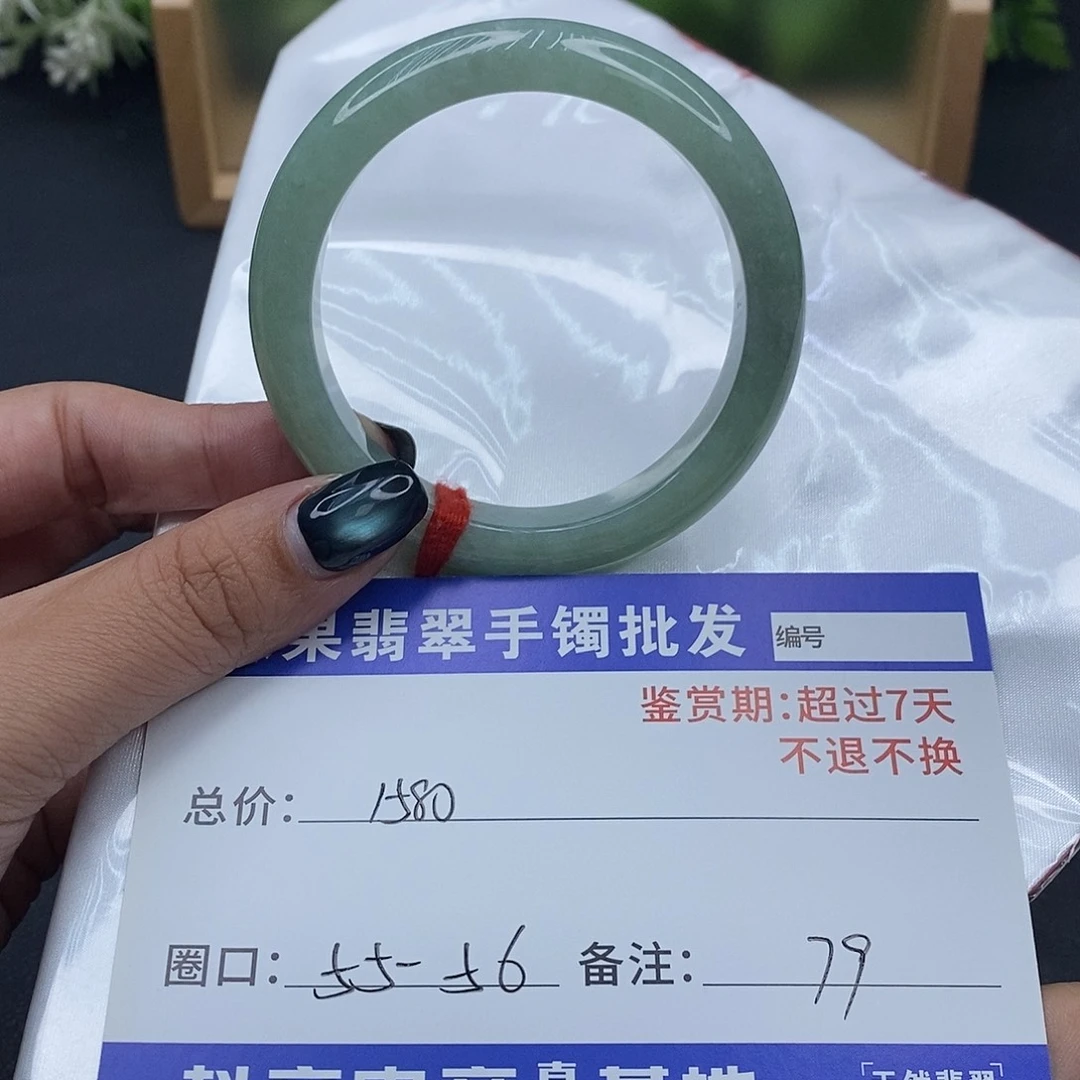 果翡翠手镯批发 编号
鉴赏期:超过7天
不退不换
总价: 1580
圈口: 55-56 备注: 79